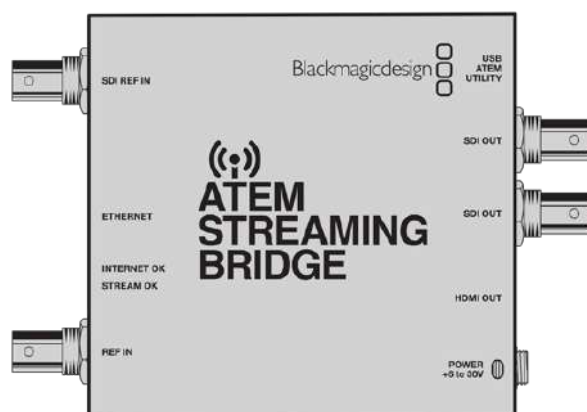 SDI REF IN
Blackmagicdesign
USB
ATEM
UTILITY
SDI OUT
ATEM
STREAMING
BRIDGE
ETHERNET
SDI OUT
INTERNET OK
STREAM OK
HDMI OUT
REF IN
POWER
+5 to 30V